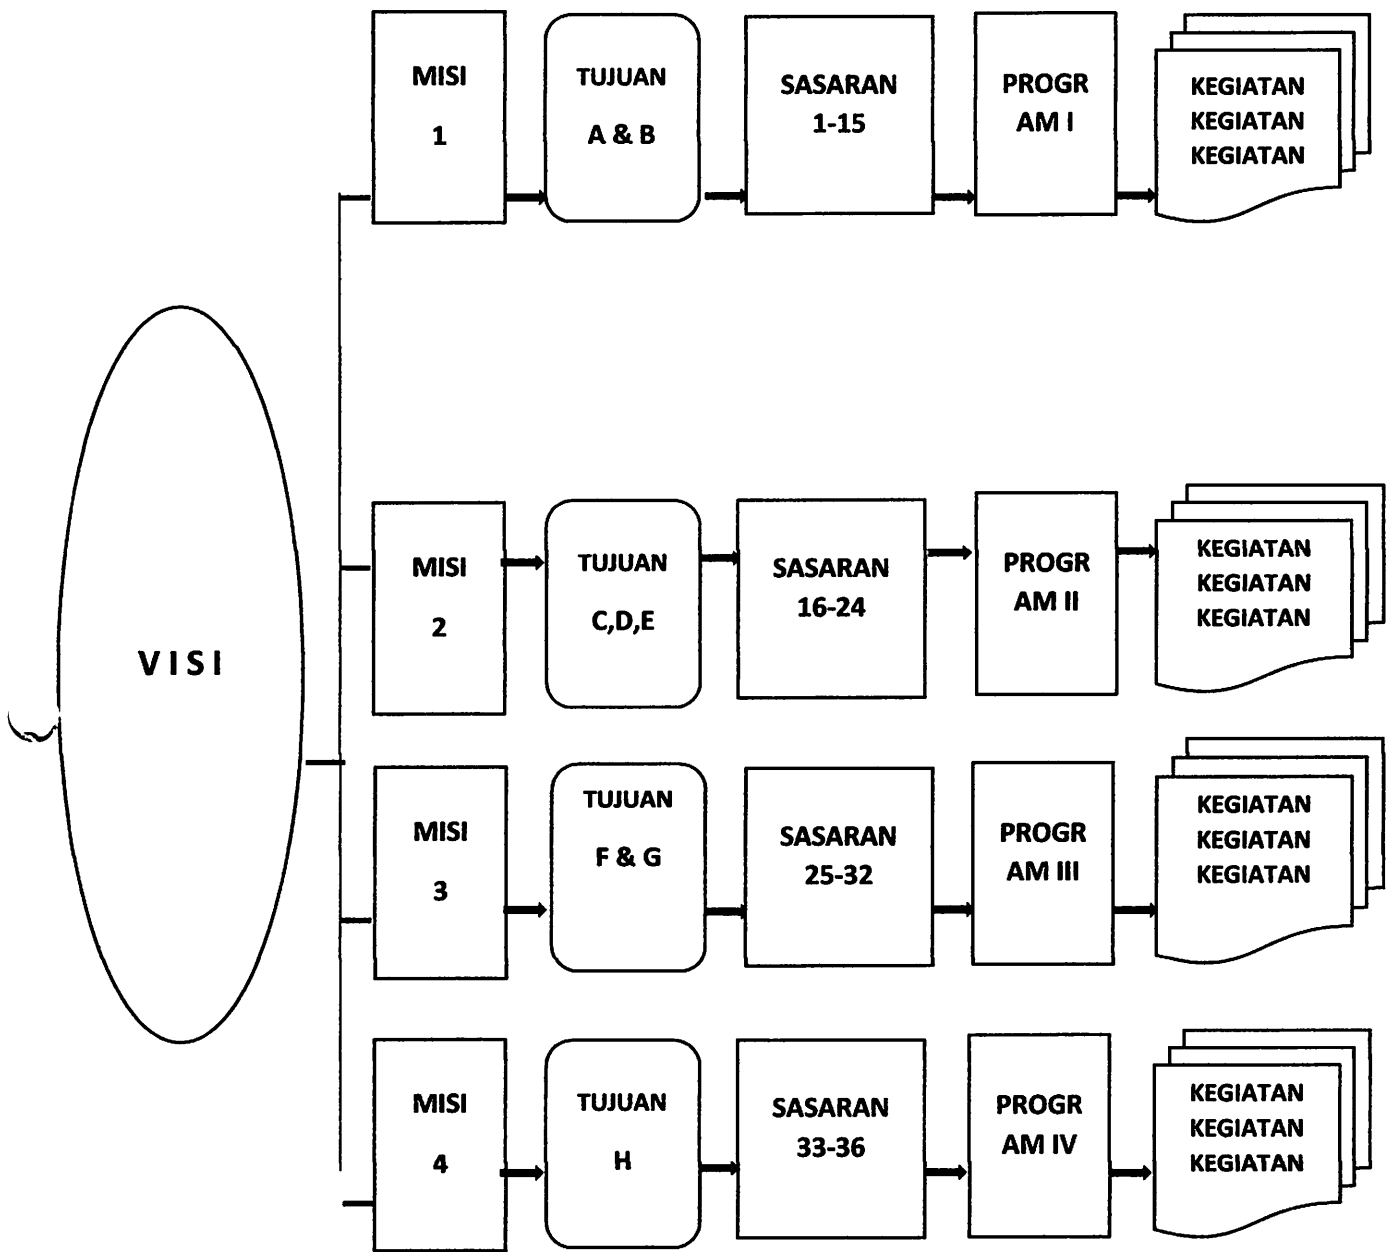 V I S I
MISI
1
TUJUAN
A & B
SASARAN
1-15
PROGR
AM I
KEGIATAN
KEGIATAN
KEGIATAN
MISI
2
TUJUAN
C,D,E
SASARAN
16-24
PROGR
AM II
KEGIATAN
KEGIATAN
KEGIATAN
MISI
3
TUJUAN
F & G
SASARAN
25-32
PROGR
AM III
KEGIATAN
KEGIATAN
KEGIATAN
MISI
4
TUJUAN
H
SASARAN
33-36
PROGR
AM IV
KEGIATAN
KEGIATAN
KEGIATAN